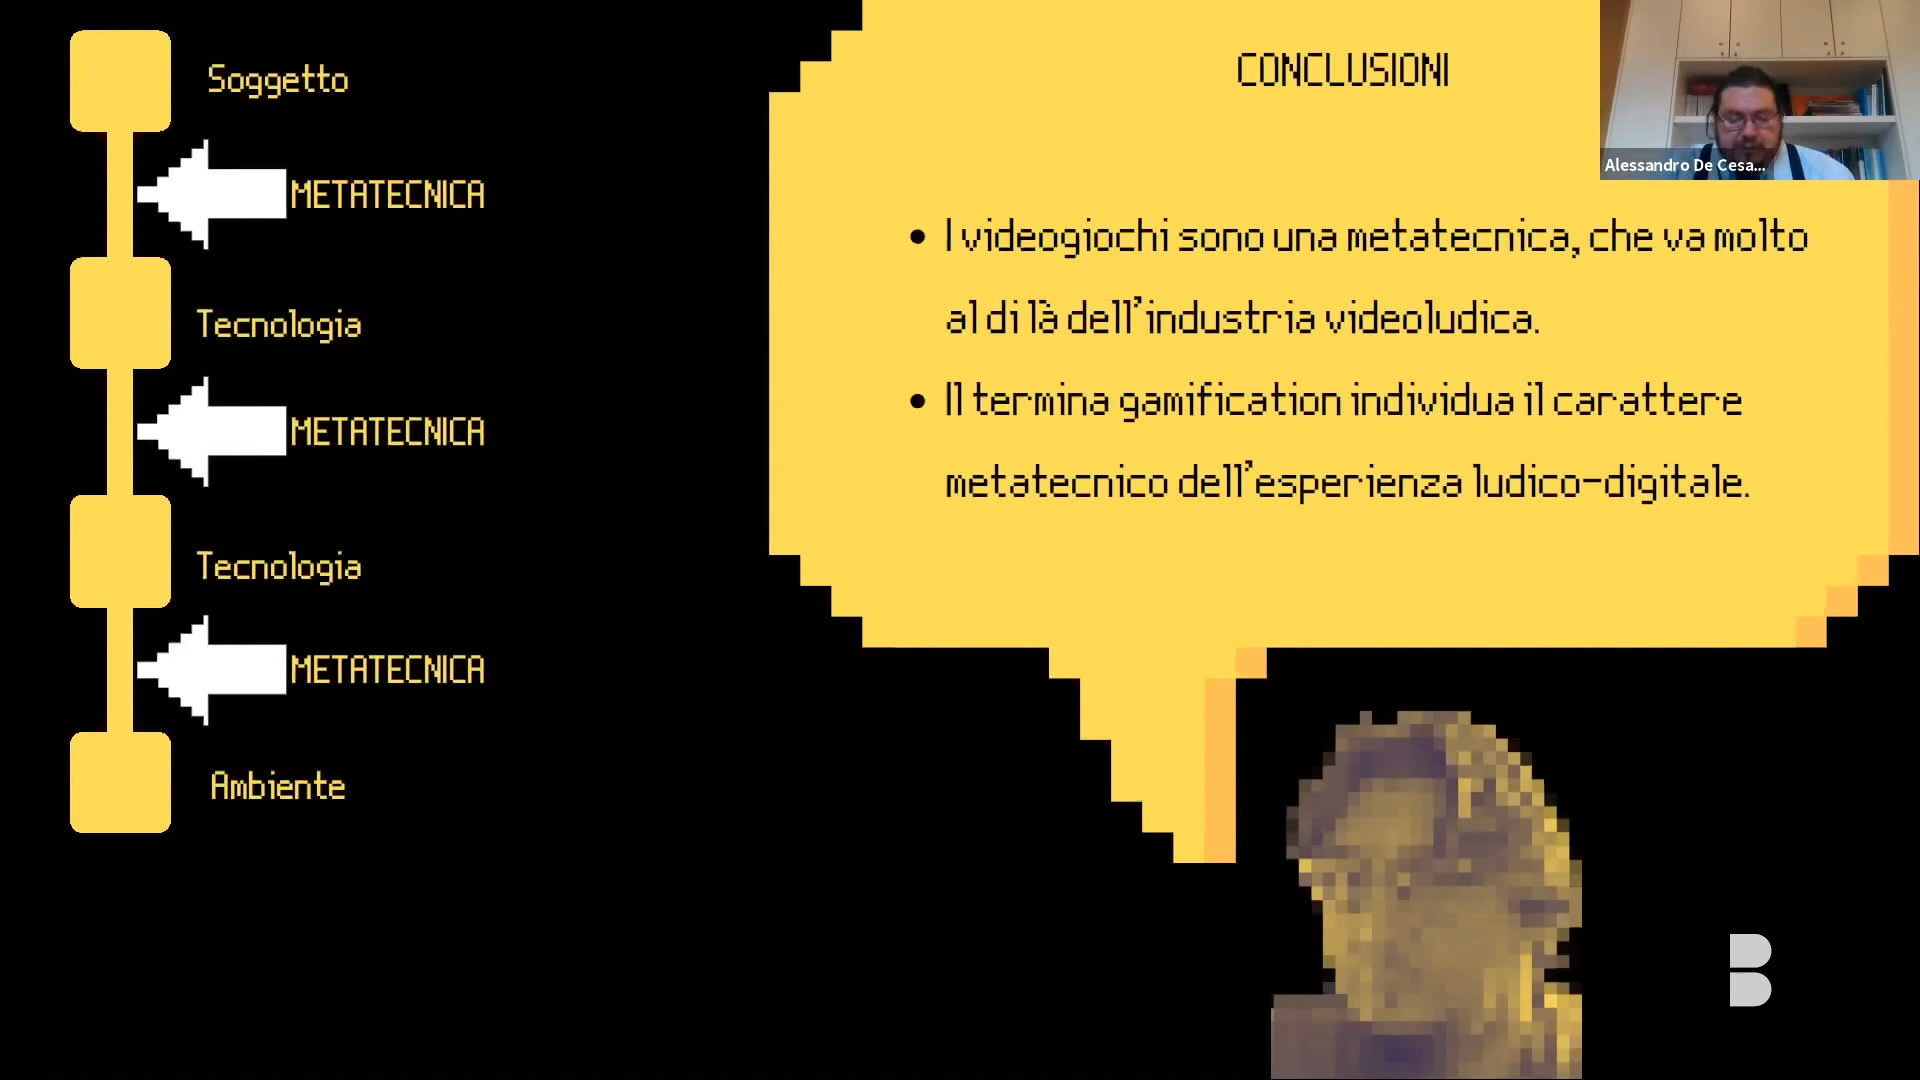 Soggetto
METATECNICA
Tecnologia
METATECNICA
Tecnologia
METATECNICA
Ambiente
CONCLUSIONI
• I videogiochi sono una metatecnica, che va molto
al di là dell'industria videoludica.
• Il termina gamification individua il carattere
metatecnico dell'esperienza ludico-digitale.
Alessandro De Cesa...
B